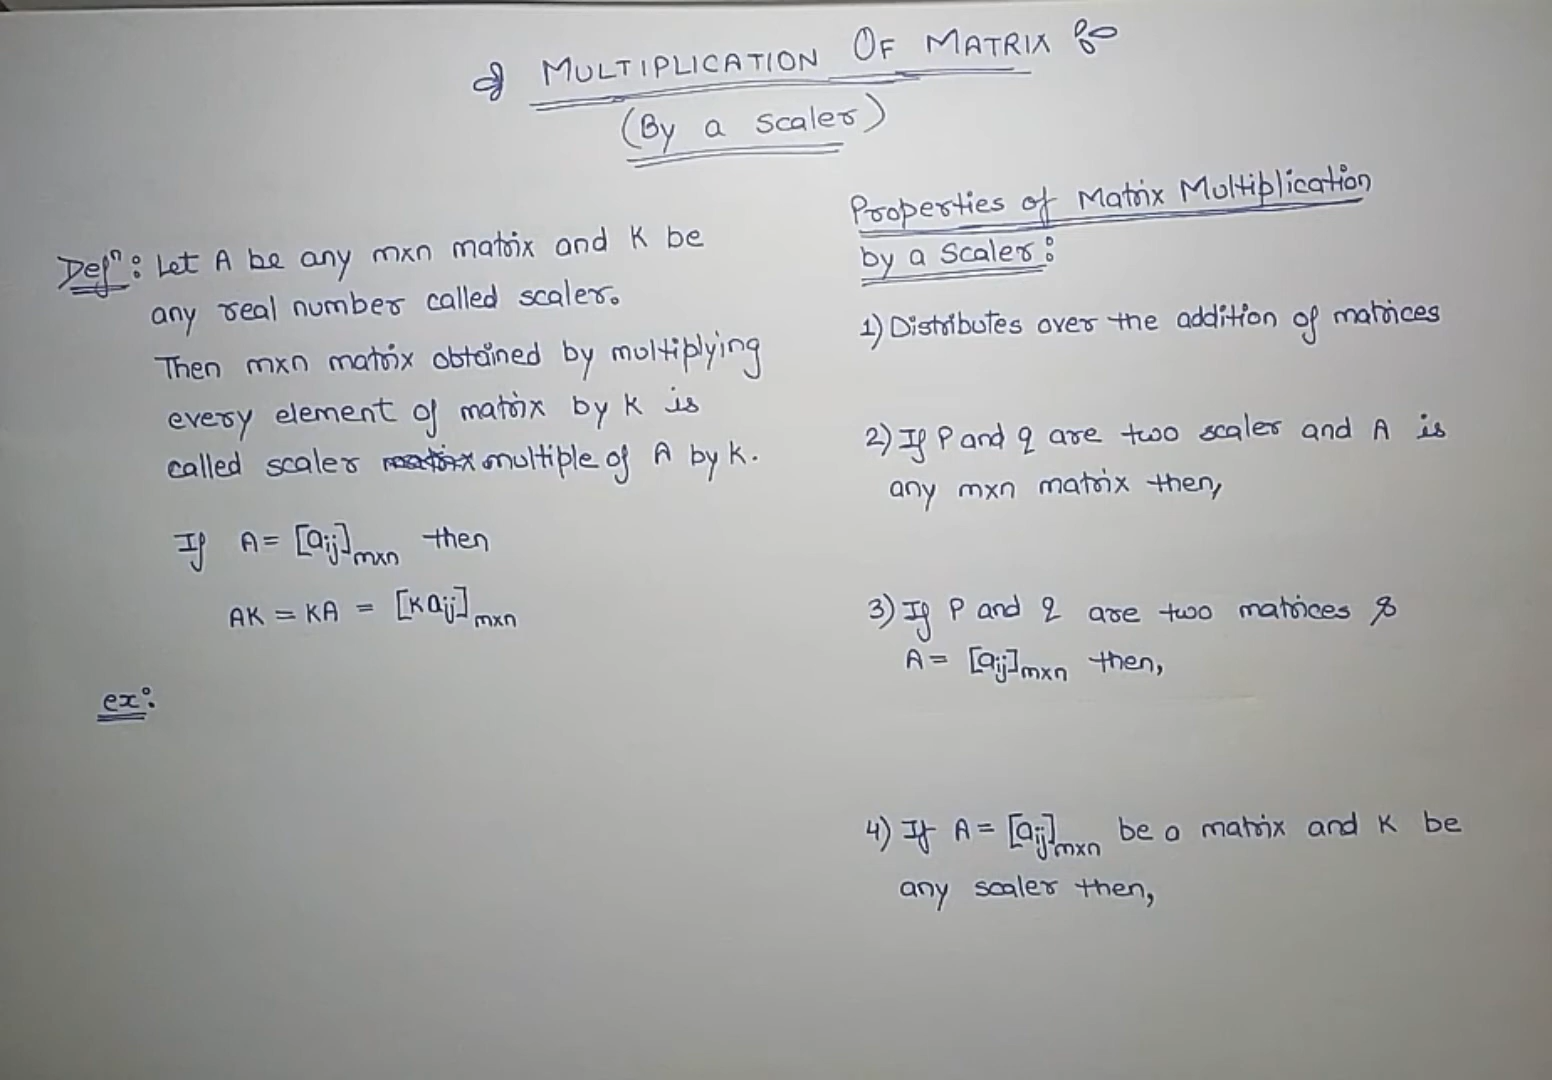 MULTIPLICATION OF MATRIX
(By a scaler)
Defⁿ: Let A be any mxn matrix and K be
any real number called scaler.
Then mxn matrix obtained by multiplying
every element of matrix by K is
called scaler multiple of A by K.
If A = [aij]mxn then
AK = KA = [Kaij]mxn
ex:
Properties of Matrix Multiplication
by a Scaler:
1) Distributes over the addition of matrices
2) If P and q are two scaler and A is
any mxn matrix then,
3) If P and q are two matrices &
A = [aij]mxn then,
4) If A = [aij]mxn be a matrix and K be
any scaler then,